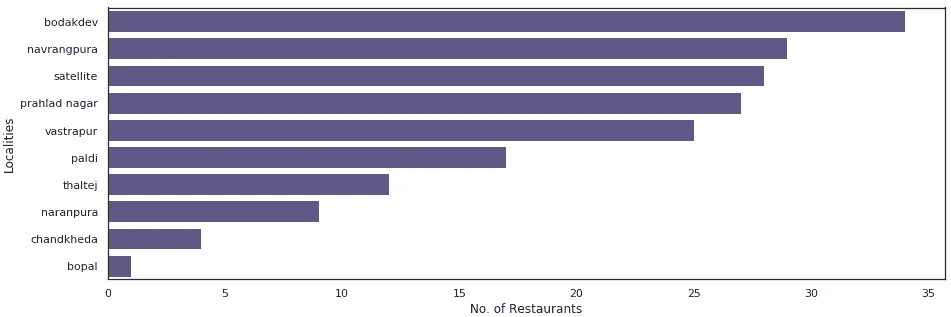 bodakdev
navrangpura
satellite
prahlad nagar
vastrapur
paldi
thaltej
naranpura
chandkheda
bopal
Localities
0 5 10 15 20 25 30 35
No. of Restaurants